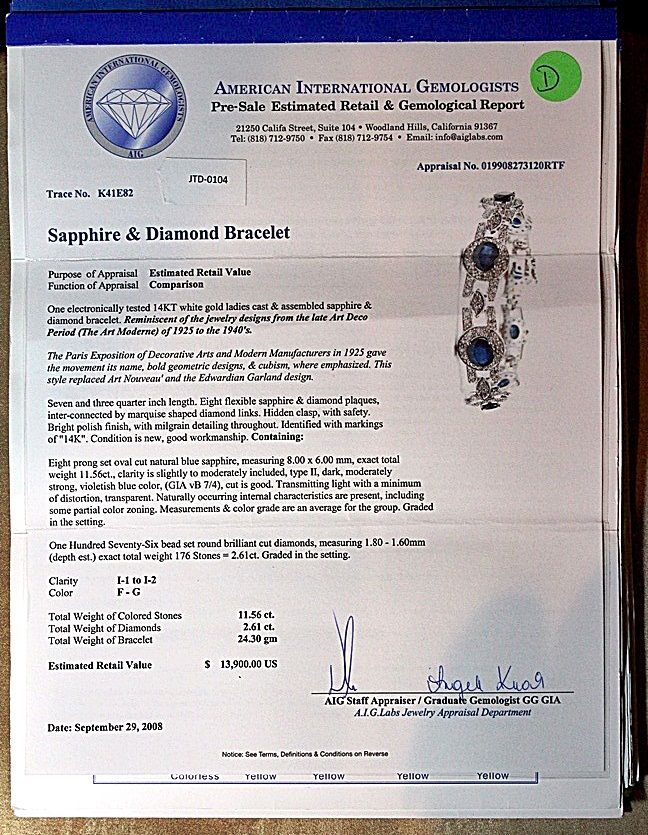 AMERICAN INTERNATIONAL GEMOLOGISTS
AIG
AMERICAN INTERNATIONAL GEMOLOGISTS
D
Pre-Sale Estimated Retail & Gemological Report
21250 Califa Street, Suite 104 • Woodland Hills, California 91367
Tel: (818) 712-9750 • Fax (818) 712-9754 • Email: info@aiglabs.com
Appraisal No. 019908273120RTF
JTD-0104
Trace No. K41E82
Sapphire & Diamond Bracelet
Purpose of Appraisal Estimated Retail Value
Function of Appraisal Comparison
One electronically tested 14KT white gold ladies cast & assembled sapphire &
diamond bracelet. Reminiscent of the jewelry designs from the late Art Deco
Period (The Art Moderne) of 1925 to the 1940's.
The Paris Exposition of Decorative Arts and Modern Manufacturers in 1925 gave
the movement its name, bold geometric designs, & cubism, where emphasized. This
style replaced Art Nouveau' and the Edwardian Garland design.
Seven and three quarter inch length. Eight flexible sapphire & diamond plaques,
inter-connected by marquise shaped diamond links. Hidden clasp, with safety.
Bright polish finish, with milgrain detailing throughout. Identified with markings
of "14K". Condition is new, good workmanship. Containing:
Eight prong set oval cut natural blue sapphire, measuring 8.00 x 6.00 mm, exact total
weight 11.56ct., clarity is slightly to moderately included, type II, dark, moderately
strong, violetish blue color, (GIA vB 7/4), cut is good. Transmitting light with a minimum
of distortion, transparent. Naturally occurring internal characteristics are present, including
some partial color zoning. Measurements & color grade are an average for the group. Graded
in the setting.
One Hundred Seventy-Six bead set round brilliant cut diamonds, measuring 1.80 - 1.60mm
(depth est.) exact total weight 176 Stones = 2.61ct. Graded in the setting.
Clarity I-1 to I-2
Color F - G
Total Weight of Colored Stones 11.56 ct.
Total Weight of Diamonds 2.61 ct.
Total Weight of Bracelet 24.30 gm
Estimated Retail Value $ 13,900.00 US
AIG Staff Appraiser / Graduate Gemologist GG GIA
A.I.G.Labs Jewelry Appraisal Department
Date: September 29, 2008
Notice: See Terms, Definitions & Conditions on Reverse
Colorless Yellow Yellow Yellow Yellow